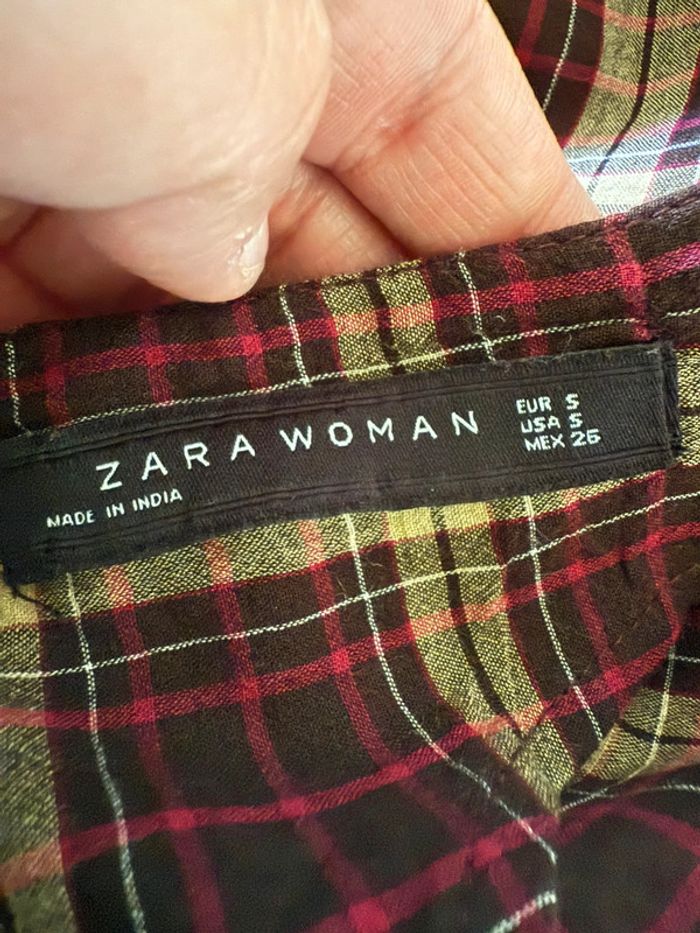 ZARA WOMAN
MADE IN INDIA
EUR S
USA S
MEX 26